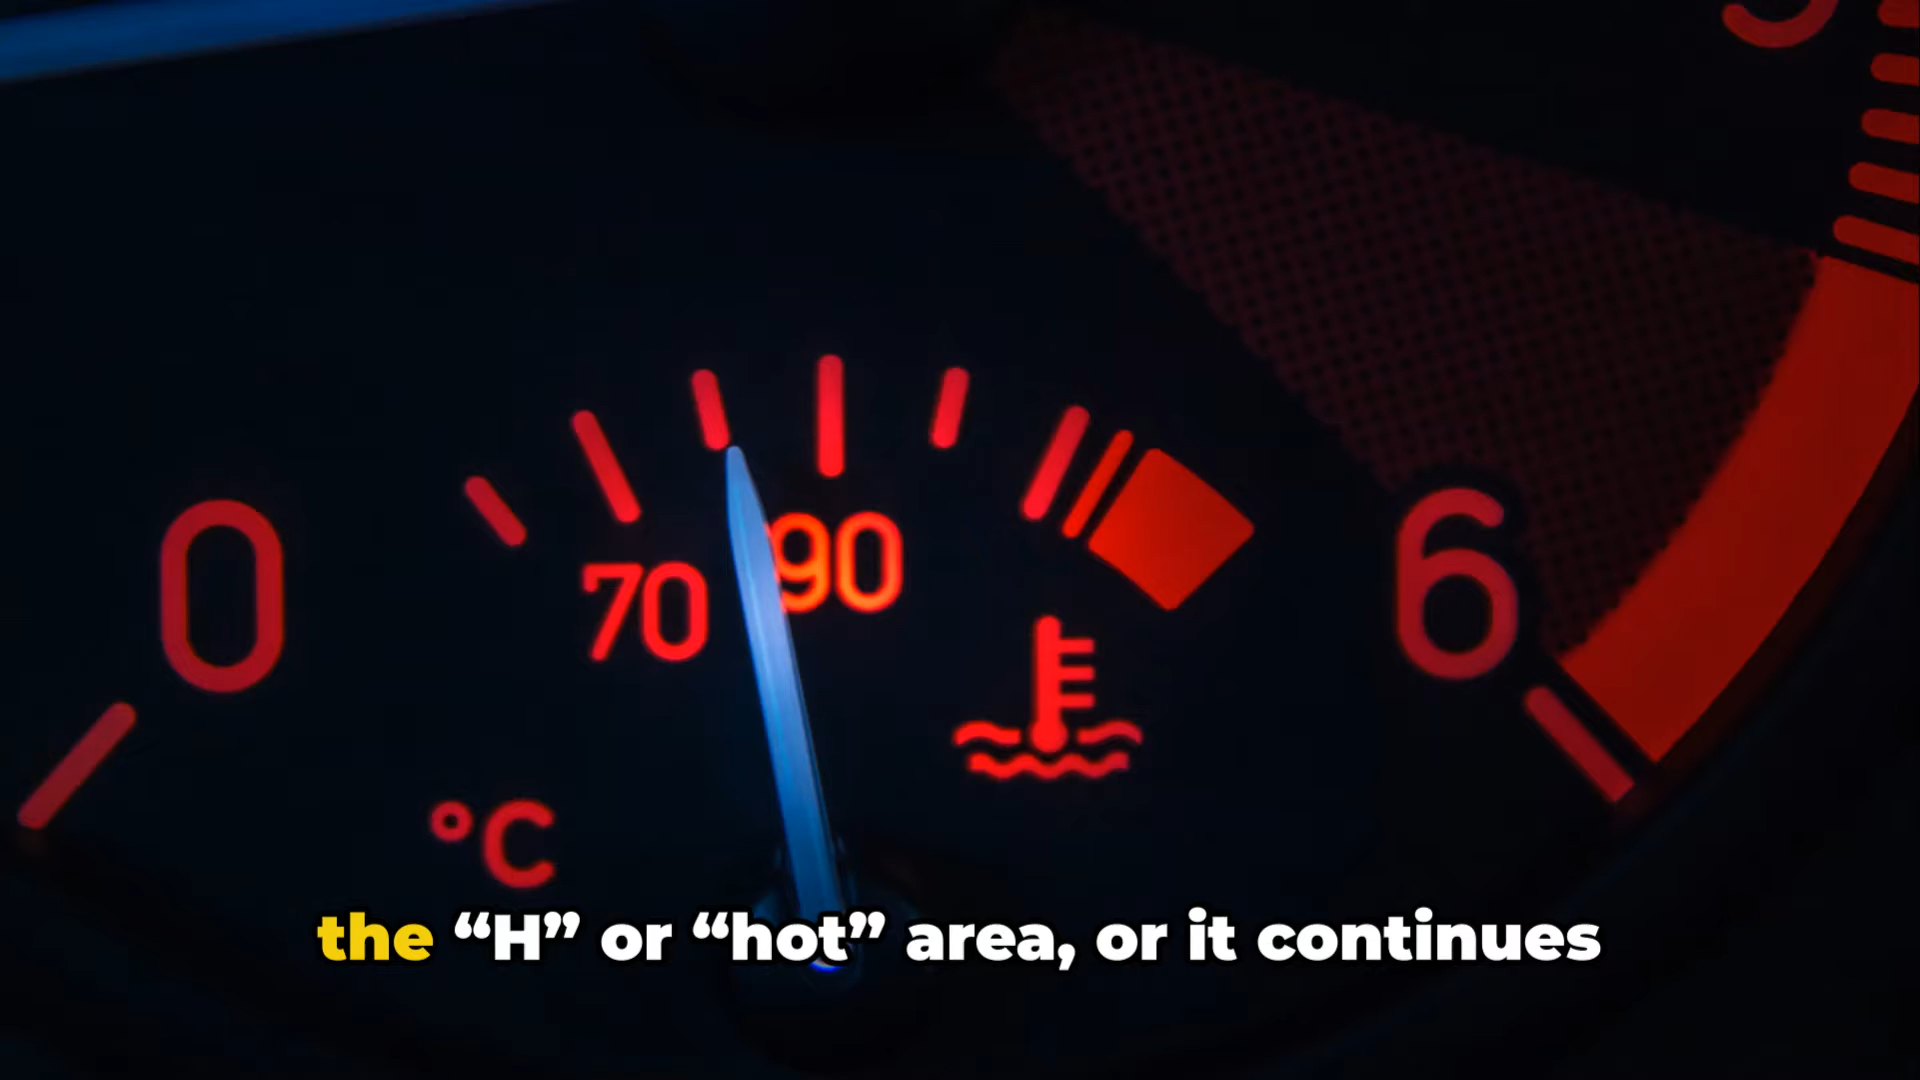 0
70
90
6
°C
the “H” or “hot” area, or it continues